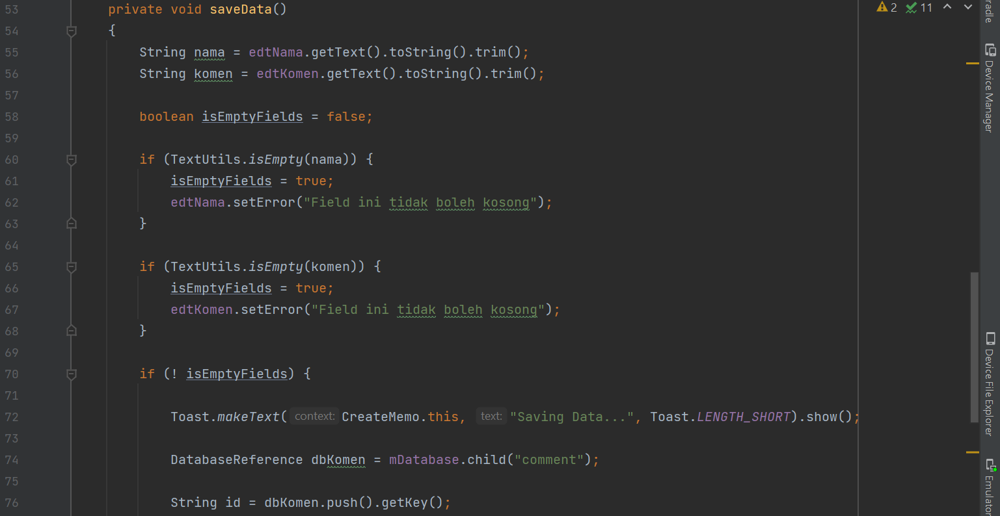 53 private void saveData()
54 {
55 String nama = edtNama.getText().toString().trim();
56 String komen = edtKomen.getText().toString().trim();
57
58 boolean isEmptyFields = false;
59
60 if (TextUtils.isEmpty(nama)) {
61 isEmptyFields = true;
62 edtNama.setError("Field ini tidak boleh kosong");
63 }
64
65 if (TextUtils.isEmpty(komen)) {
66 isEmptyFields = true;
67 edtKomen.setError("Field ini tidak boleh kosong");
68 }
69
70 if (! isEmptyFields) {
71
72 Toast.makeText( context: CreateMemo.this, text: "Saving Data...", Toast.LENGTH_SHORT).show();
73
74 DatabaseReference dbKomen = mDatabase.child("comment");
75
76 String id = dbKomen.push().getKey();
2 11
radle
Device Manager
Device File Explorer
Emulator